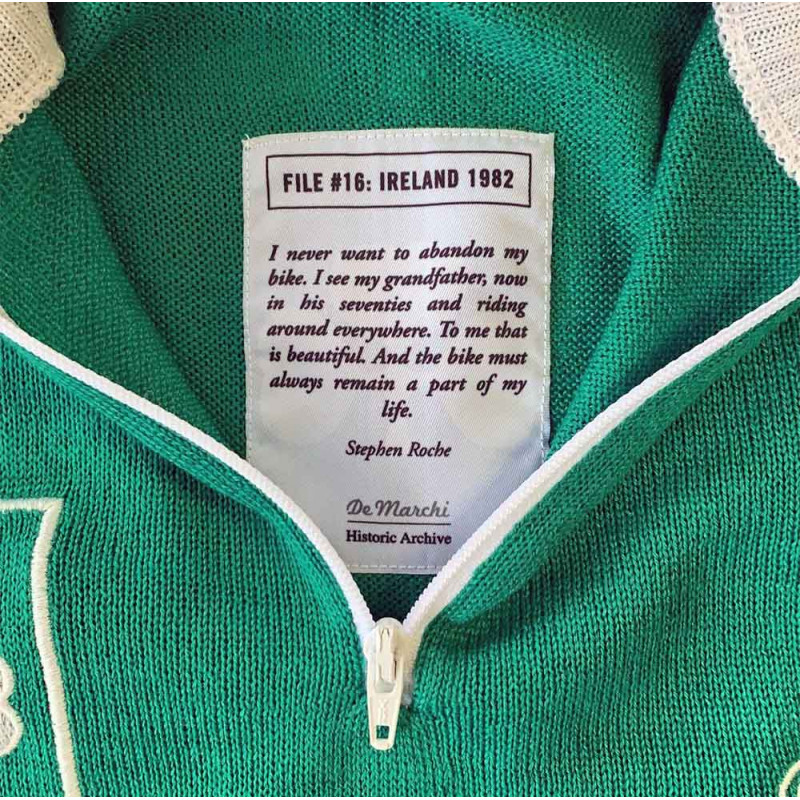 FILE #16: IRELAND 1982
I never want to abandon my
bike. I see my grandfather, now
in his seventies and riding
around everywhere. To me that
is beautiful. And the bike must
always remain a part of my
life.
Stephen Roche
De Marchi
Historic Archive